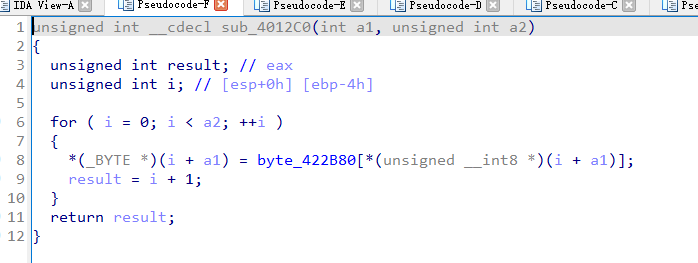 IDA View-A Pseudocode-F Pseudocode-E Pseudocode-D Pseudocode-C
1 unsigned int __cdecl sub_4012C0(int a1, unsigned int a2)
2 {
3 unsigned int result; // eax
4 unsigned int i; // [esp+0h] [ebp-4h]
5
6 for ( i = 0; i < a2; ++i )
7 {
8 *(_BYTE *)(i + a1) = byte_422B80[*(unsigned __int8 *)(i + a1)];
9 result = i + 1;
10 }
11 return result;
12 }